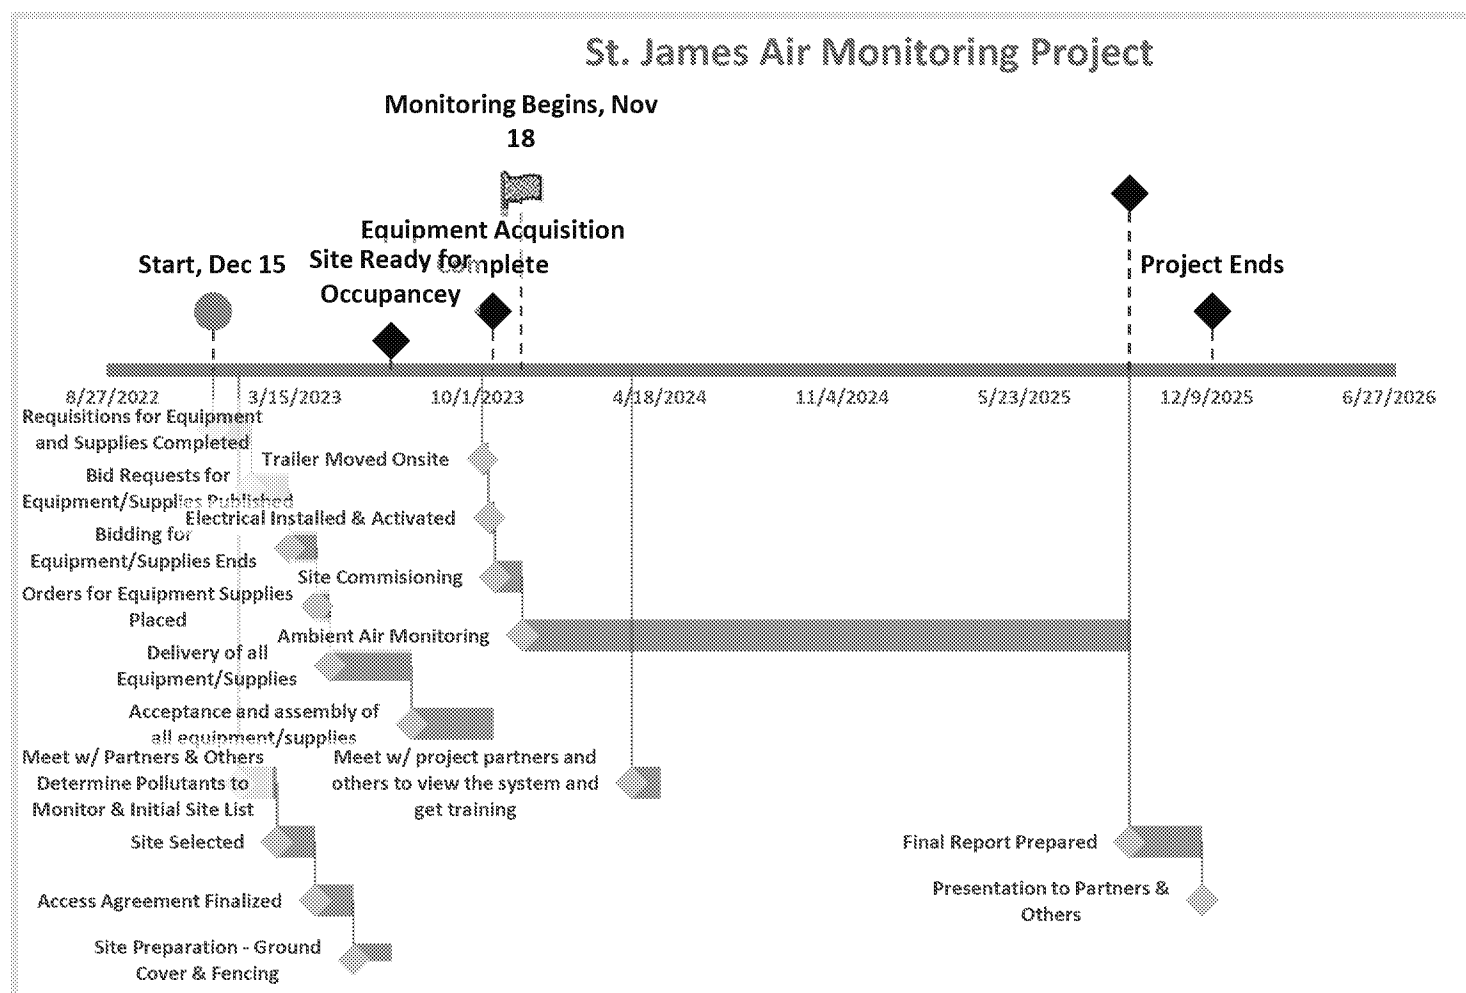 St. James Air Monitoring Project
Monitoring Begins, Nov
18
Equipment Acquisition
Complete
Start, Dec 15
Site Ready for
Occupancey
Project Ends
8/27/2022
3/15/2023
10/1/2023
4/18/2024
11/4/2024
5/23/2025
12/9/2025
6/27/2026
Requisitions for Equipment
and Supplies Completed
Trailer Moved Onsite
Bid Requests for
Equipment/Supplies Published
Electrical Installed & Activated
Bidding for
Equipment/Supplies Ends
Site Commisioning
Orders for Equipment Supplies
Placed
Ambient Air Monitoring
Delivery of all
Equipment/Supplies
Acceptance and assembly of
all equipment/supplies
Meet w/ Partners & Others
Determine Pollutants to
Monitor & Initial Site List
Meet w/ project partners and
others to view the system and
get training
Site Selected
Final Report Prepared
Access Agreement Finalized
Presentation to Partners &
Others
Site Preparation - Ground
Cover & Fencing